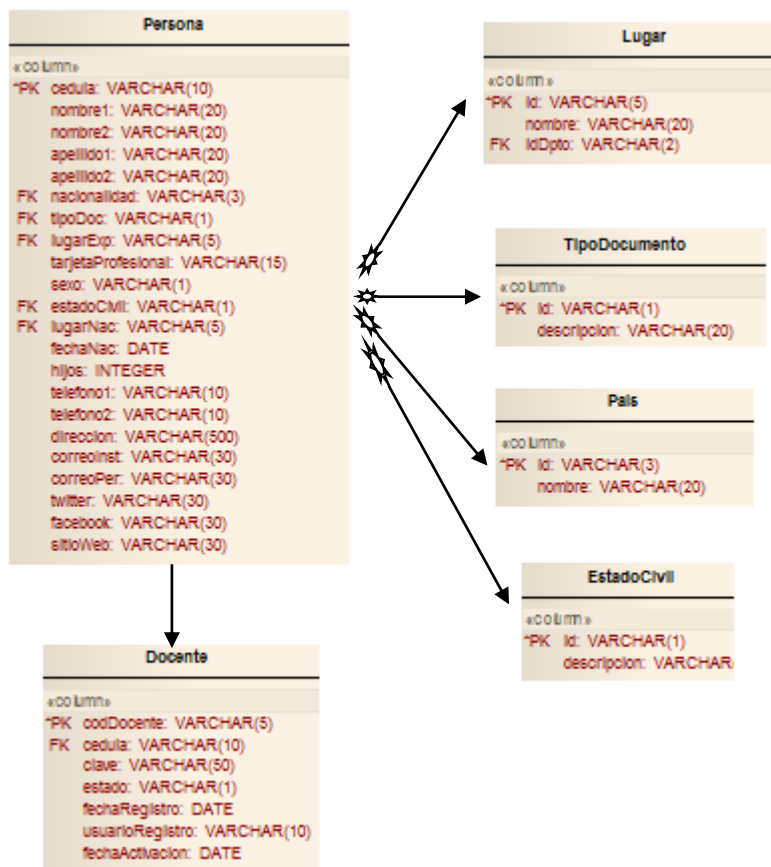 Persona
«column»
*PK cedula: VARCHAR(10)
nombre1: VARCHAR(20)
nombre2: VARCHAR(20)
apellido1: VARCHAR(20)
apellido2: VARCHAR(20)
FK nacionalidad: VARCHAR(3)
FK tipoDoc: VARCHAR(1)
FK lugarExp: VARCHAR(5)
tarjetaProfesional: VARCHAR(15)
sexo: VARCHAR(1)
FK estadoCivil: VARCHAR(1)
FK lugarNac: VARCHAR(5)
fechaNac: DATE
hijos: INTEGER
telefono1: VARCHAR(10)
telefono2: VARCHAR(10)
direccion: VARCHAR(500)
correoInst: VARCHAR(30)
correoPer: VARCHAR(30)
twitter: VARCHAR(30)
facebook: VARCHAR(30)
sitioWeb: VARCHAR(30)
Lugar
«column»
*PK id: VARCHAR(5)
nombre: VARCHAR(20)
FK idDpto: VARCHAR(2)
TipoDocumento
«column»
*PK id: VARCHAR(1)
descripcion: VARCHAR(20)
Pais
«column»
*PK id: VARCHAR(3)
nombre: VARCHAR(20)
EstadoCivil
«column»
*PK id: VARCHAR(1)
descripcion: VARCHAR
Docente
«column»
*PK codDocente: VARCHAR(5)
FK cedula: VARCHAR(10)
clave: VARCHAR(50)
estado: VARCHAR(1)
fechaRegistro: DATE
usuarioRegistro: VARCHAR(10)
fechaActivacion: DATE